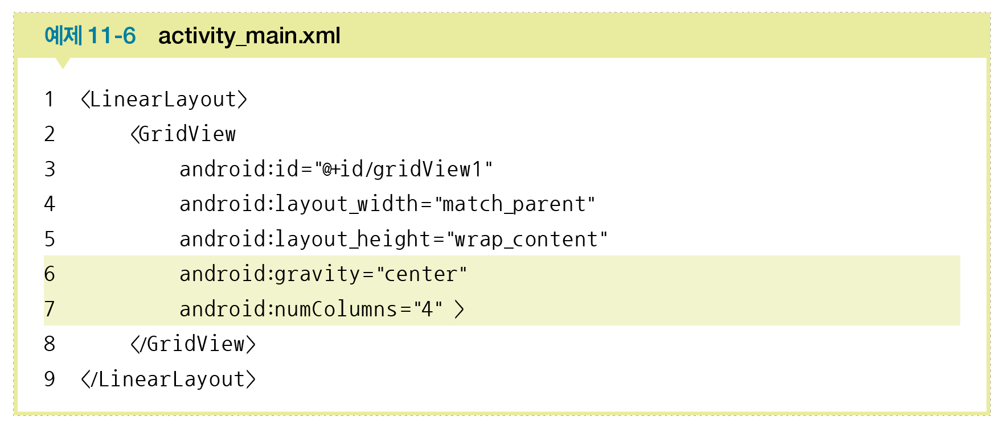 예제 11-6 activity_main.xml
1 <LinearLayout>
2 <GridView
3 android:id="@+id/gridView1"
4 android:layout_width="match_parent"
5 android:layout_height="wrap_content"
6 android:gravity="center"
7 android:numColumns="4" >
8 </GridView>
9 </LinearLayout>